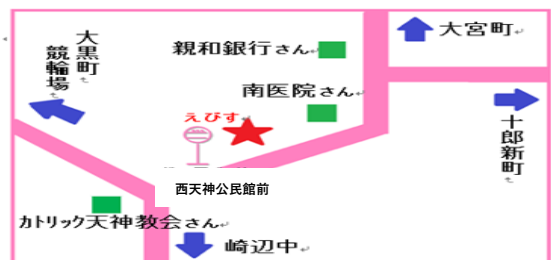 大宮町
大黒町
競輪場
親和銀行さん
南医院さん
えびす
十郎新町
西天神公民館前
カトリック天神教会さん
崎辺中